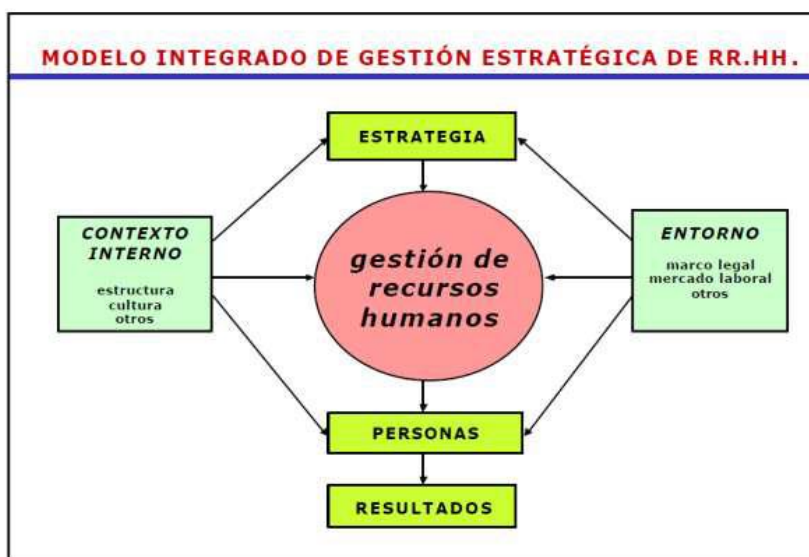 MODELO INTEGRADO DE GESTIÓN ESTRATÉGICA DE RR.HH.
ESTRATEGIA
CONTEXTO
INTERNO
estructura
cultura
otros
gestión de
recursos
humanos
ENTORNO
marco legal
mercado laboral
otros
PERSONAS
RESULTADOS